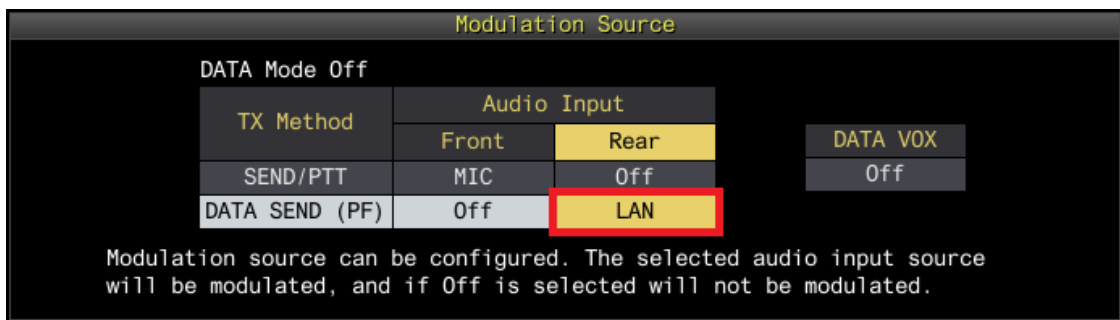 Modulation Source
DATA Mode Off
TX Method
Audio Input
Front Rear
DATA VOX
SEND/PTT MIC Off
Off
DATA SEND (PF) Off LAN
Modulation source can be configured. The selected audio input source
will be modulated, and if Off is selected will not be modulated.